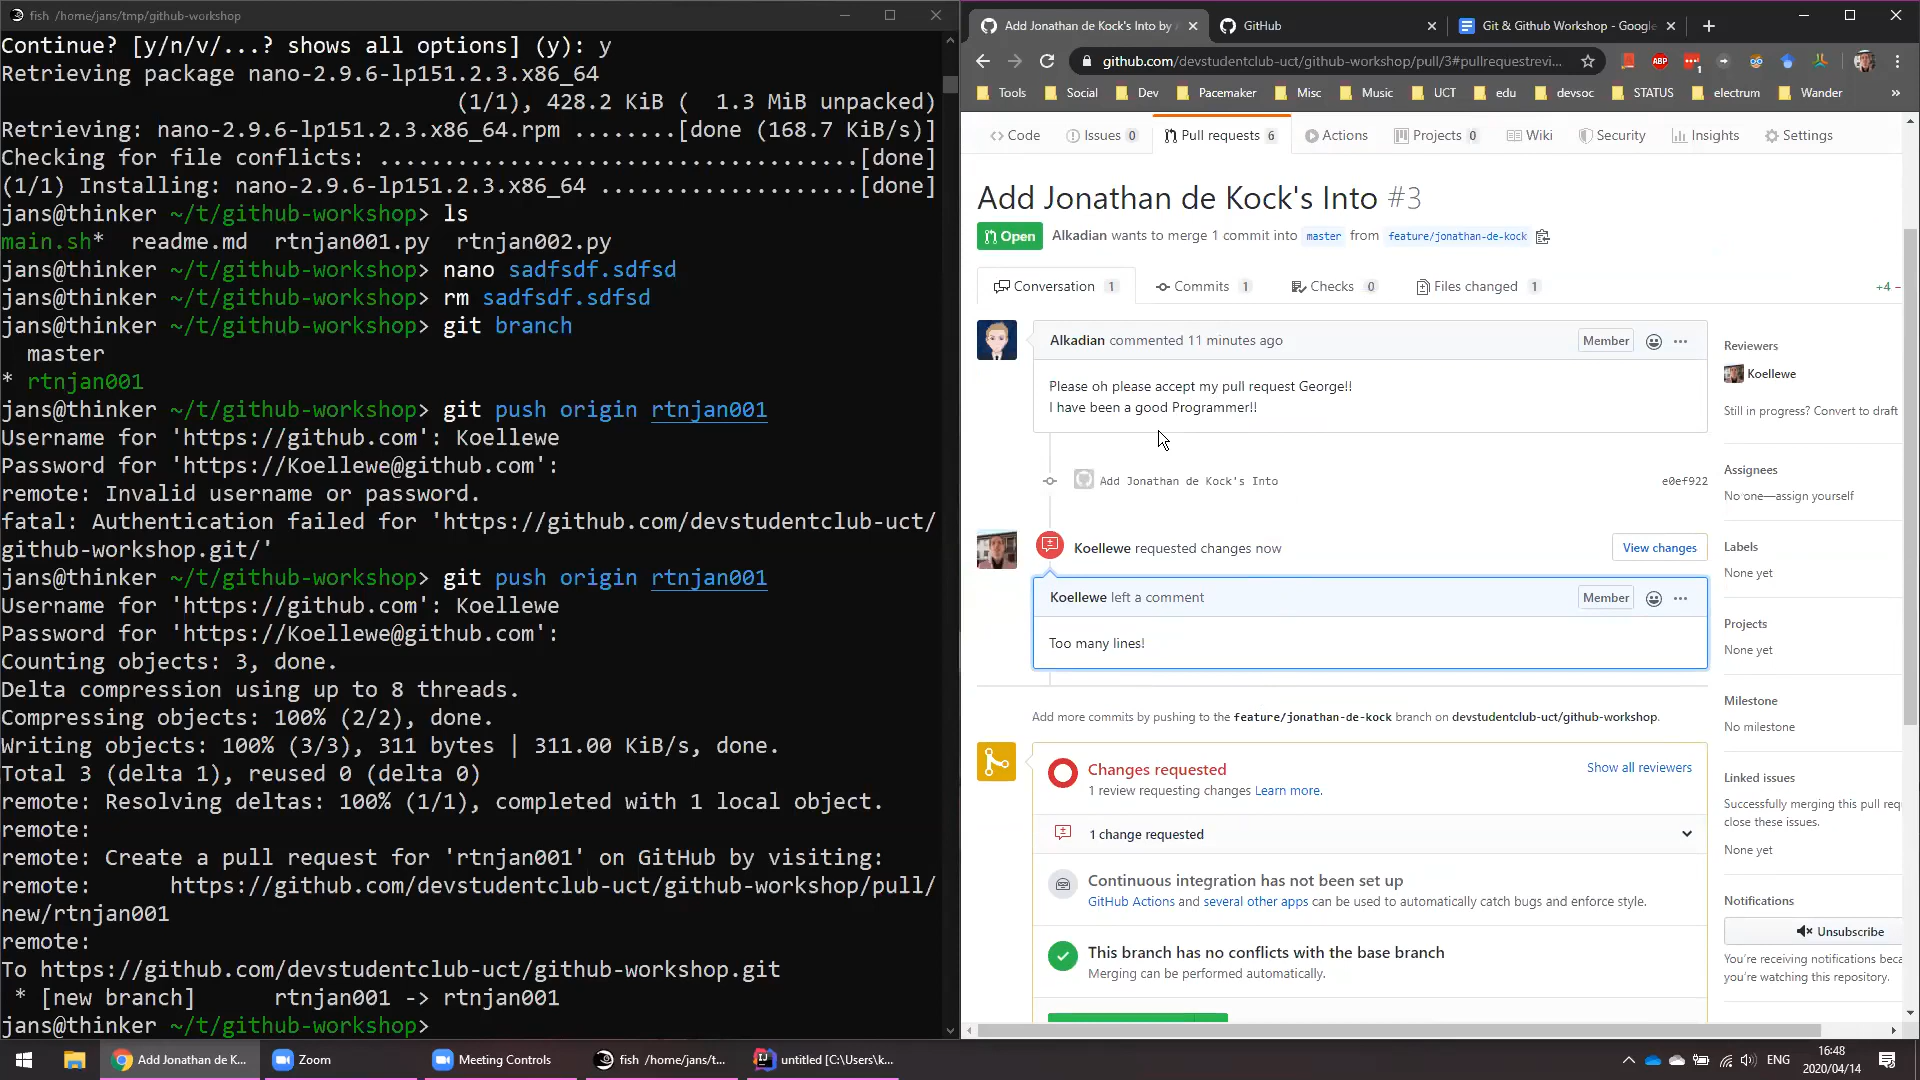 fish /home/jans/tmp/github-workshop
Continue? [y/n/v/...? shows all options] (y): y
Retrieving package nano-2.9.6-lp151.2.3.x86_64
(1/1), 428.2 KiB (  1.3 MiB unpacked)
Retrieving: nano-2.9.6-lp151.2.3.x86_64.rpm ........[done (168.7 KiB/s)]
Checking for file conflicts: .....................................[done]
(1/1) Installing: nano-2.9.6-lp151.2.3.x86_64 ....................[done]
jans@thinker ~/t/github-workshop> ls
main.sh*  readme.md  rtnjan001.py  rtnjan002.py
jans@thinker ~/t/github-workshop> nano sadfsdf.sdfsd
jans@thinker ~/t/github-workshop> rm sadfsdf.sdfsd
jans@thinker ~/t/github-workshop> git branch
master
* rtnjan001
jans@thinker ~/t/github-workshop> git push origin rtnjan001
Username for 'https://github.com': Koellewe
Password for 'https://Koellewe@github.com':
remote: Invalid username or password.
fatal: Authentication failed for 'https://github.com/devstudentclub-uct/
github-workshop.git/'
jans@thinker ~/t/github-workshop> git push origin rtnjan001
Username for 'https://github.com': Koellewe
Password for 'https://Koellewe@github.com':
Counting objects: 3, done.
Delta compression using up to 8 threads.
Compressing objects: 100% (2/2), done.
Writing objects: 100% (3/3), 311 bytes | 311.00 KiB/s, done.
Total 3 (delta 1), reused 0 (delta 0)
remote: Resolving deltas: 100% (1/1), completed with 1 local object.
remote:
remote: Create a pull request for 'rtnjan001' on GitHub by visiting:
remote:      https://github.com/devstudentclub-uct/github-workshop/pull/
new/rtnjan001
remote:
To https://github.com/devstudentclub-uct/github-workshop.git
* [new branch]      rtnjan001 -> rtnjan001
jans@thinker ~/t/github-workshop>
Add Jonathan de Kock's Into by
GitHub
Git & Github Workshop - Google
github.com/devstudentclub-uct/github-workshop/pull/3#pullrequestrevi...
ABP
1
Tools Social Dev Pacemaker Misc Music UCT edu devsoc STATUS electrum Wander »
<> Code Issues 0 Pull requests 6 Actions Projects 0 Wiki Security Insights Settings
Add Jonathan de Kock's Into #3
Open Alkadian wants to merge 1 commit into master from feature/jonathan-de-kock
Conversation 1 Commits 1 Checks 0 Files changed 1 +4 −
Alkadian commented 11 minutes ago Member
Please oh please accept my pull request George!!
I have been a good Programmer!!
Add Jonathan de Kock's Into e0ef922
Koellewe requested changes now View changes
Koellewe left a comment Member
Too many lines!
Add more commits by pushing to the feature/jonathan-de-kock branch on devstudentclub-uct/github-workshop.
Changes requested Show all reviewers
1 review requesting changes Learn more.
1 change requested
Continuous integration has not been set up
GitHub Actions and several other apps can be used to automatically catch bugs and enforce style.
This branch has no conflicts with the base branch
Merging can be performed automatically.
Reviewers
Koellewe
Still in progress? Convert to draft
Assignees
No one—assign yourself
Labels
None yet
Projects
None yet
Milestone
No milestone
Linked issues
Successfully merging this pull req
close these issues.
None yet
Notifications
Unsubscribe
You're receiving notifications beca
you're watching this repository.
Add Jonathan de K...
Zoom
Meeting Controls
fish /home/jans/t...
untitled [C:\Users\k...
ENG
16:48
2020/04/14